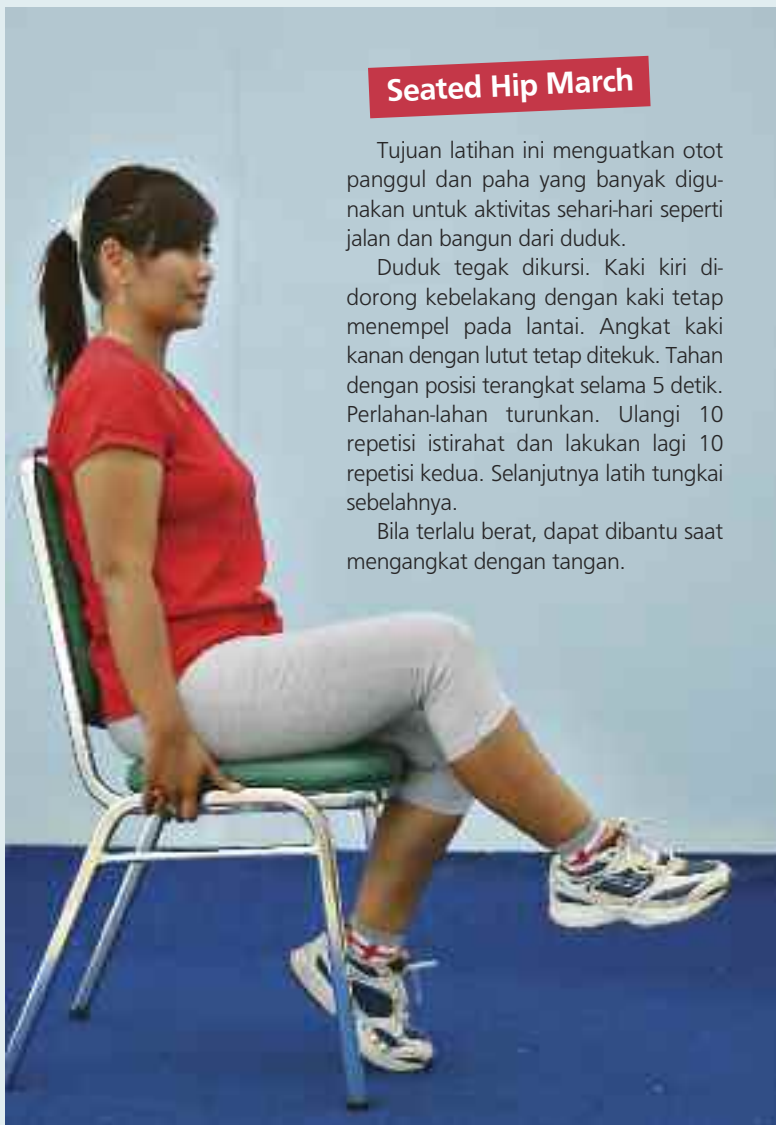 Seated Hip March
Tujuan latihan ini menguatkan otot
panggul dan paha yang banyak digu-
nakan untuk aktivitas sehari-hari seperti
jalan dan bangun dari duduk.
Duduk tegak dikursi. Kaki kiri di-
dorong kebelakang dengan kaki tetap
menempel pada lantai. Angkat kaki
kanan dengan lutut tetap ditekuk. Tahan
dengan posisi terangkat selama 5 detik.
Perlahan-lahan turunkan. Ulangi 10
repetisi istirahat dan lakukan lagi 10
repetisi kedua. Selanjutnya latih tungkai
sebelahnya.
Bila terlalu berat, dapat dibantu saat
mengangkat dengan tangan.